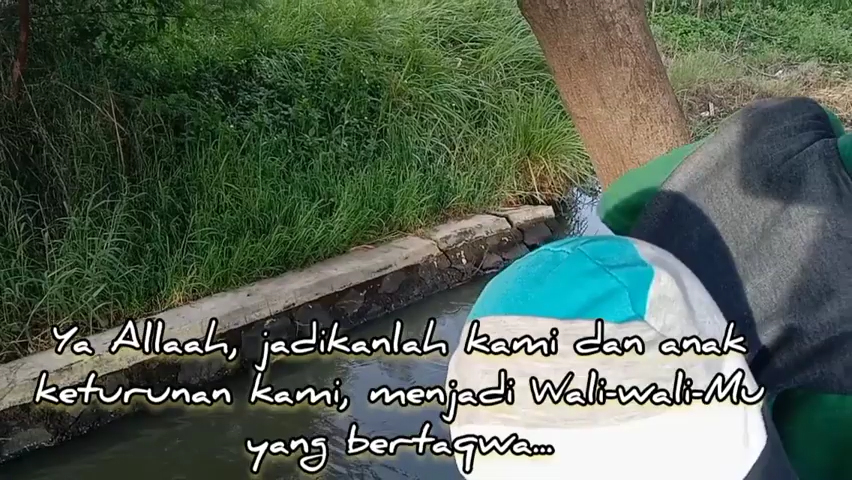 Ya Allaah, jadikanlah kami dan anak
keturunan kami, menjadi Wali-wali-Mu
yang bertaqwa...